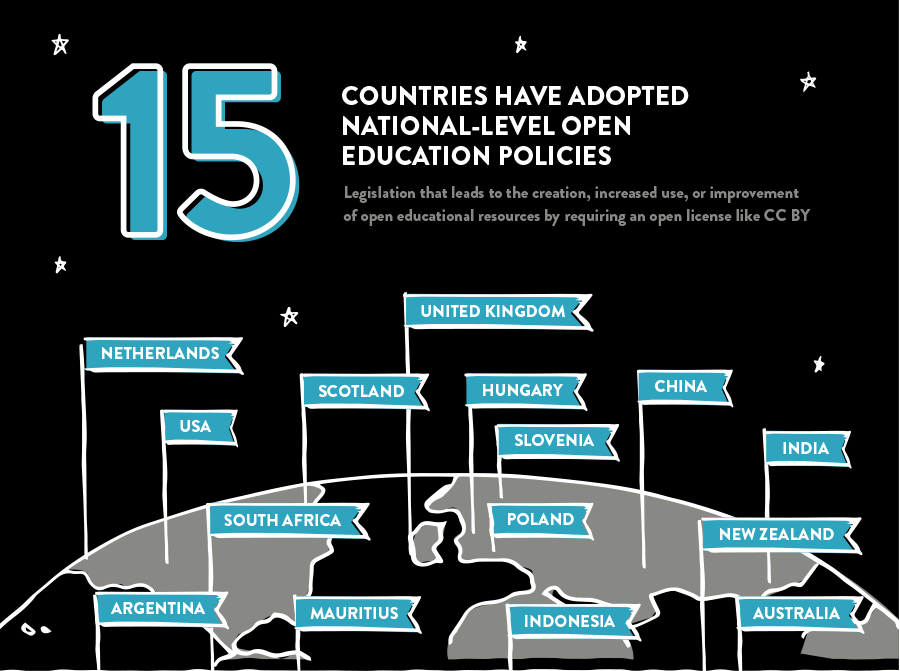 15
COUNTRIES HAVE ADOPTED
NATIONAL-LEVEL OPEN
EDUCATION POLICIES
Legislation that leads to the creation, increased use, or improvement
of open educational resources by requiring an open license like CC BY
UNITED KINGDOM
NETHERLANDS
SCOTLAND
HUNGARY
CHINA
USA
SLOVENIA
INDIA
SOUTH AFRICA
POLAND
NEW ZEALAND
ARGENTINA
MAURITIUS
INDONESIA
AUSTRALIA